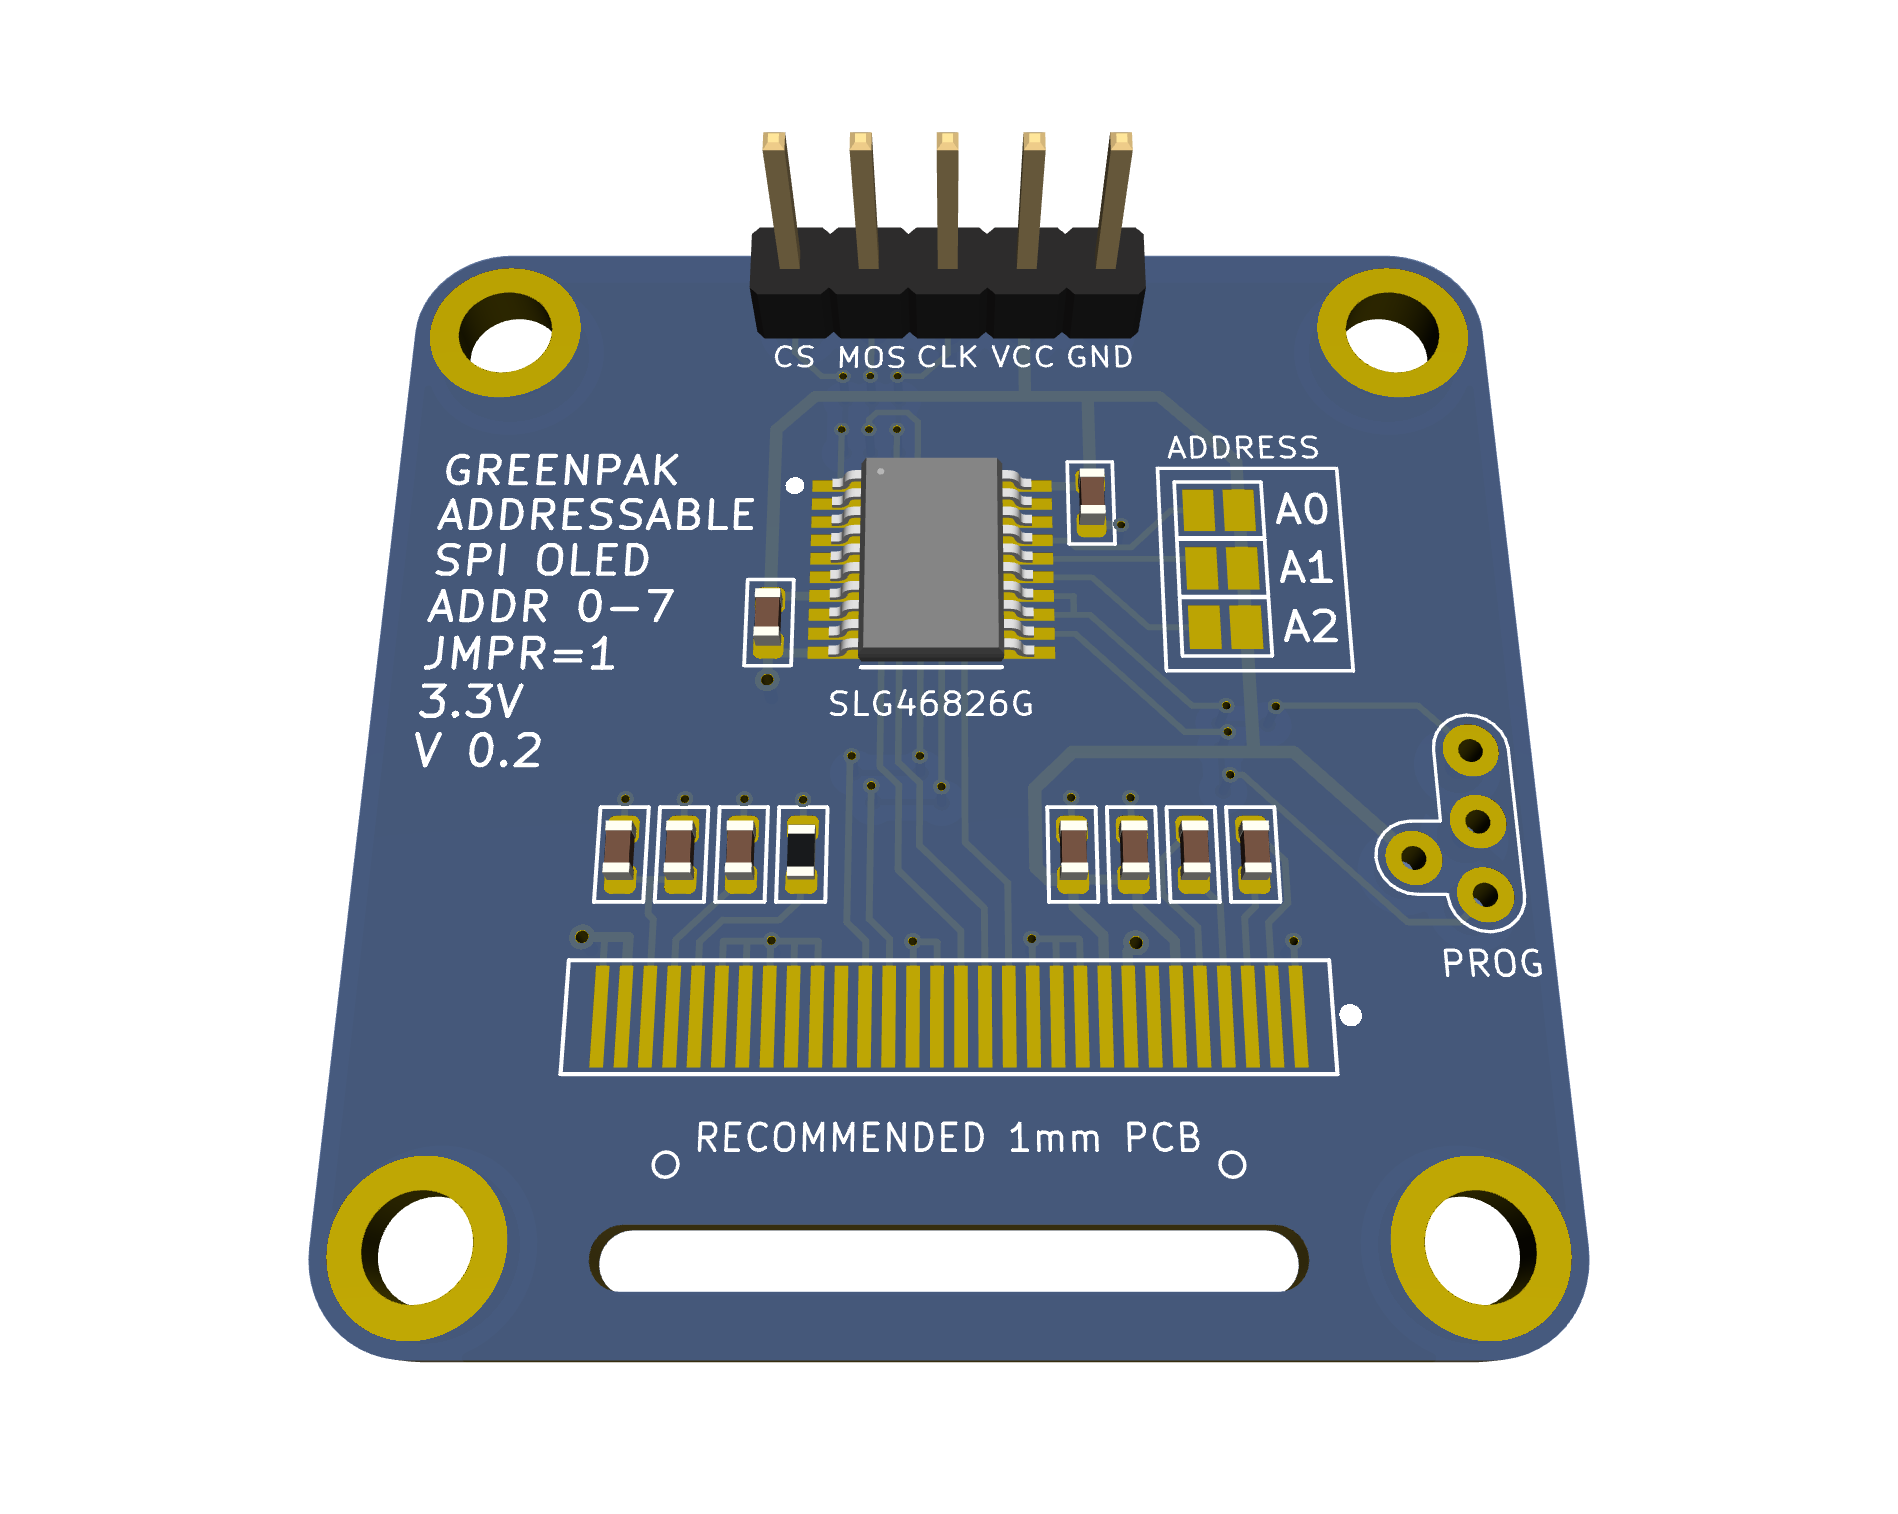 CS MOS CLK VCC GND
ADDRESS
A0
A1
A2
GREENPAK
ADDRESSABLE
SPI OLED
ADDR 0-7
JMPR=1
3.3V
V 0.2
SLG46826G
PROG
RECOMMENDED 1mm PCB